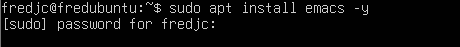 fredjc@fredubuntu:~$ sudo apt install emacs -y
[sudo] password for fredjc: